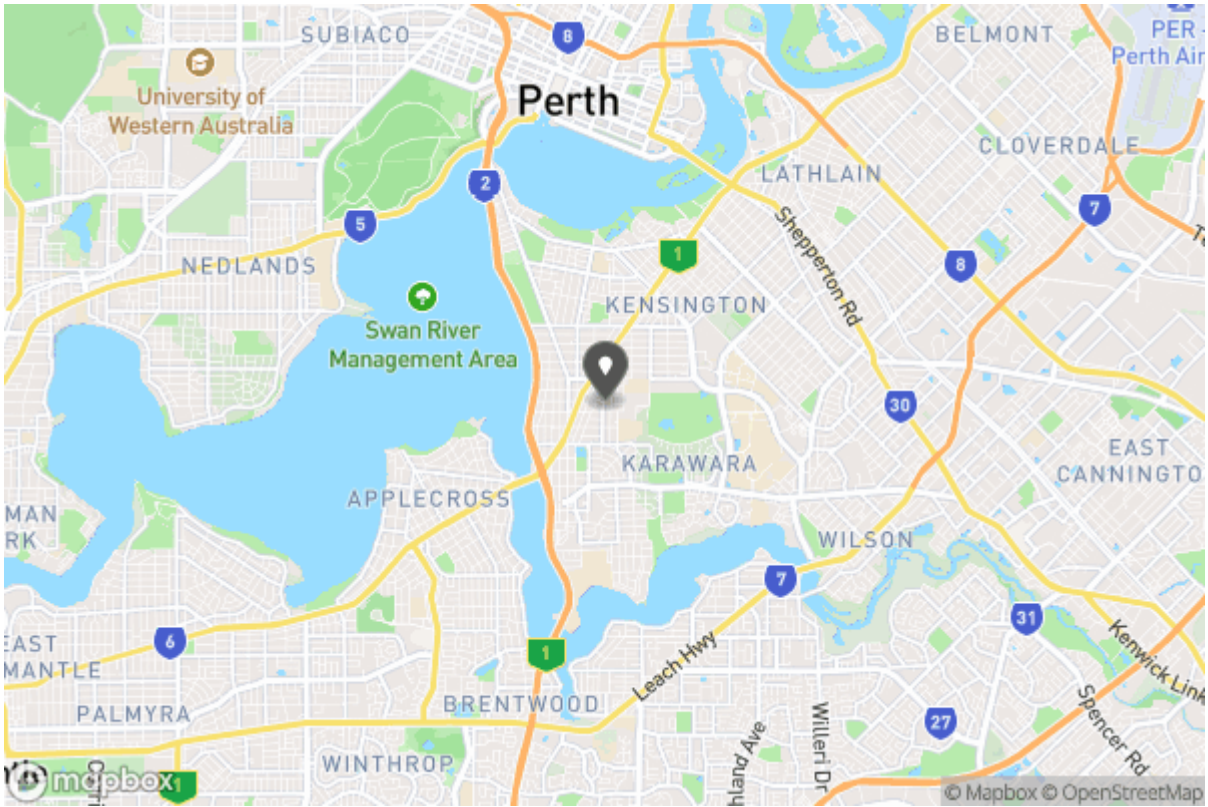 SUBIACO
8
BELMONT
PER -
Perth Air
University of
Western Australia
Perth
CLOVERDALE
LATHLAIN
2
7
5
Shepperton Rd
1
8
NEDLANDS
Swan River
Management Area
KENSINGTON
30
EAST
CANNINGTO
KARAWARA
APPLECROSS
MAN
RK
WILSON
7
31
6
1
Leach Hwy
Kenwick Link
EAST
MANTLE
BRENTWOOD
PALMYRA
27
Willeri Dr
Spencer Rd
hland Ave
WINTHROP
mapbox
1
© Mapbox © OpenStreetMap